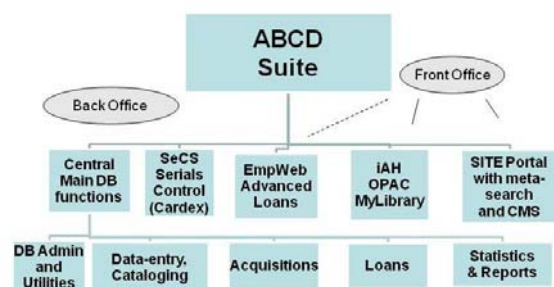 ABCD
Suite
Front Office
Back Office
Central
Main DB
functions
SeCS
Serials
Control
(Cardex)
EmpWeb
Advanced
Loans
iAH
OPAC
MyLibrary
SITE Portal
with meta-
search
and CMS
DB Admin
and
Utilities
Data-entry,
Cataloging
Acquisitions
Loans
Statistics
& Reports